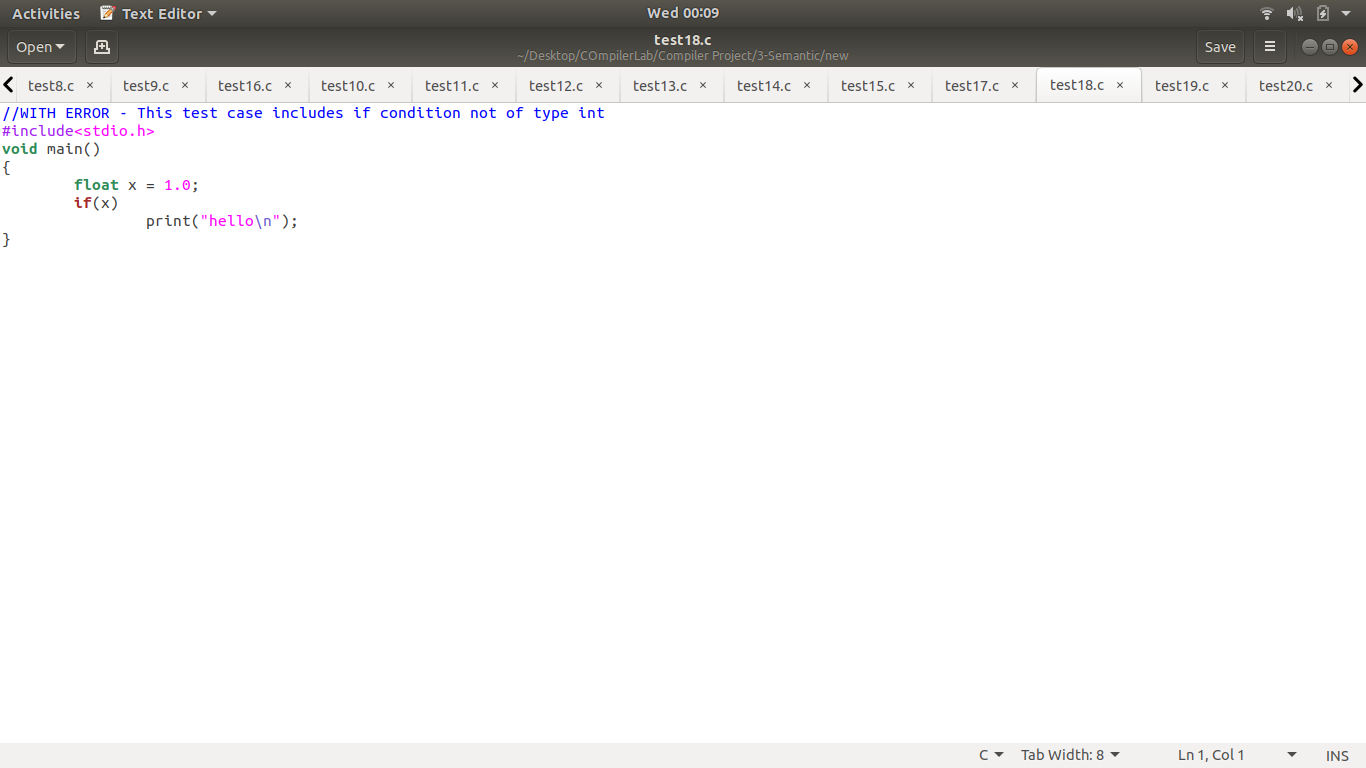 Activities Text Editor Wed 00:09
Open test18.c Save
~/Desktop/COmpilerLab/Compiler Project/3-Semantic/new
test8.c × test9.c × test16.c × test10.c × test11.c × test12.c × test13.c × test14.c × test15.c × test17.c × test18.c × test19.c × test20.c ×
//WITH ERROR - This test case includes if condition not of type int
#include<stdio.h>
void main()
{
float x = 1.0;
if(x)
print("hello\n");
}
C Tab Width: 8 Ln 1, Col 1 INS